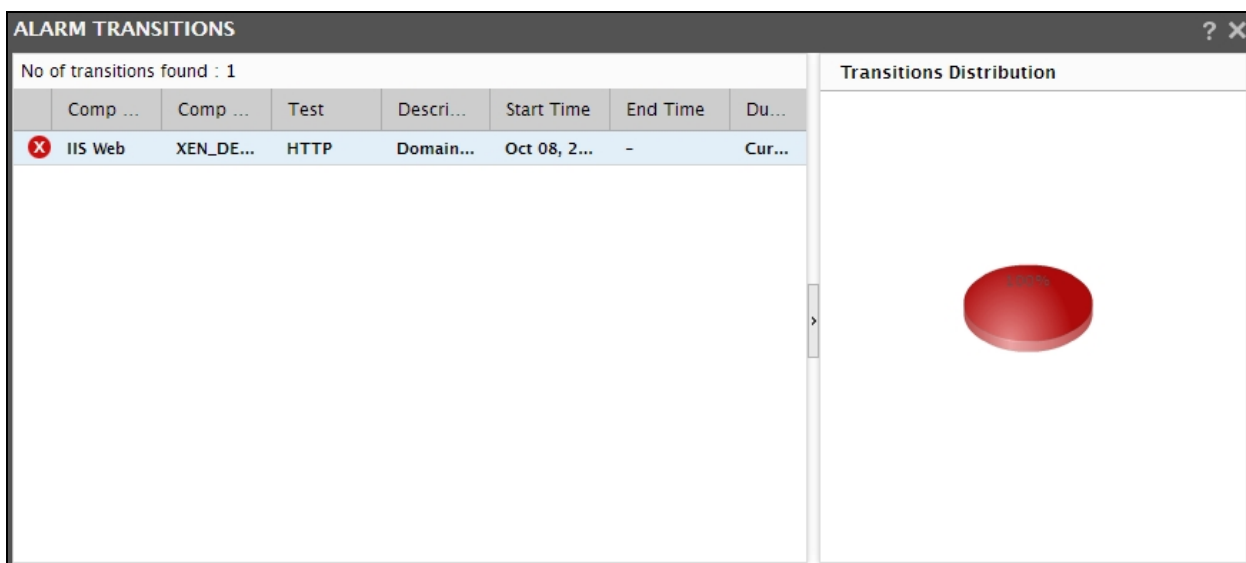 ALARM TRANSITIONS ? X
No of transitions found : 1
Comp ... Comp ... Test Descri... Start Time End Time Du...
X IIS Web XEN_DE... HTTP Domain... Oct 08, 2... - Cur...
Transitions Distribution
100%